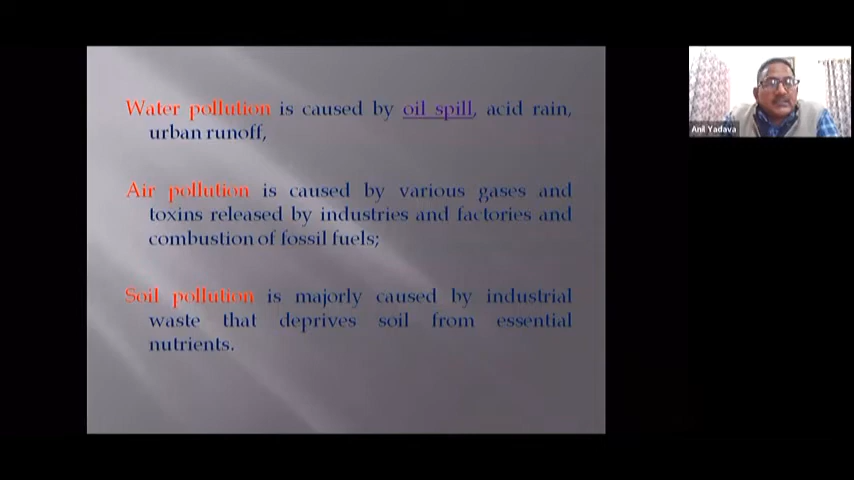 Water pollution is caused by oil spill, acid rain,
urban runoff,
Air pollution is caused by various gases and
toxins released by industries and factories and
combustion of fossil fuels;
Soil pollution is majorly caused by industrial
waste that deprives soil from essential
nutrients.
Anil Yadava